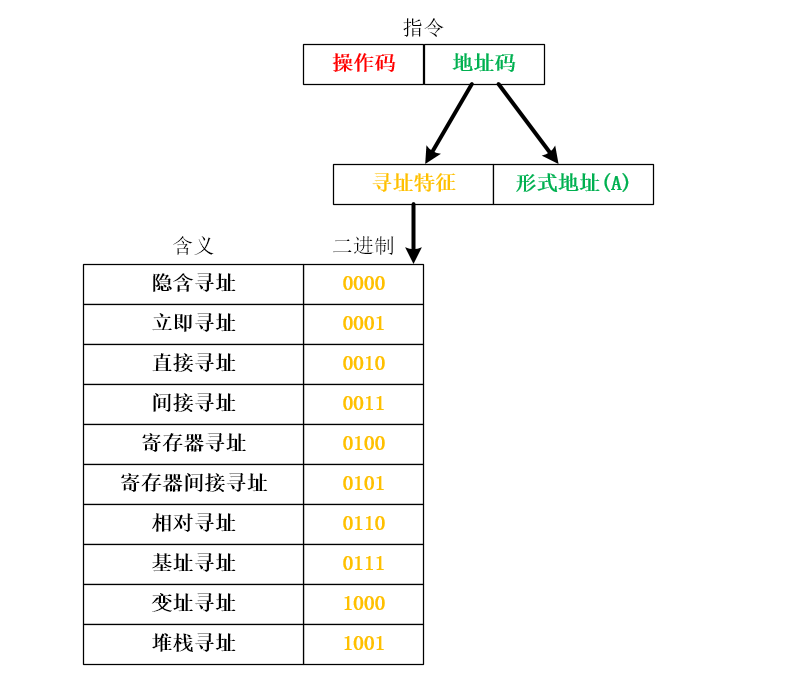 指令
操作码 地址码
寻址特征 形式地址(A)
含义 二进制
隐含寻址 0000
立即寻址 0001
直接寻址 0010
间接寻址 0011
寄存器寻址 0100
寄存器间接寻址 0101
相对寻址 0110
基址寻址 0111
变址寻址 1000
堆栈寻址 1001